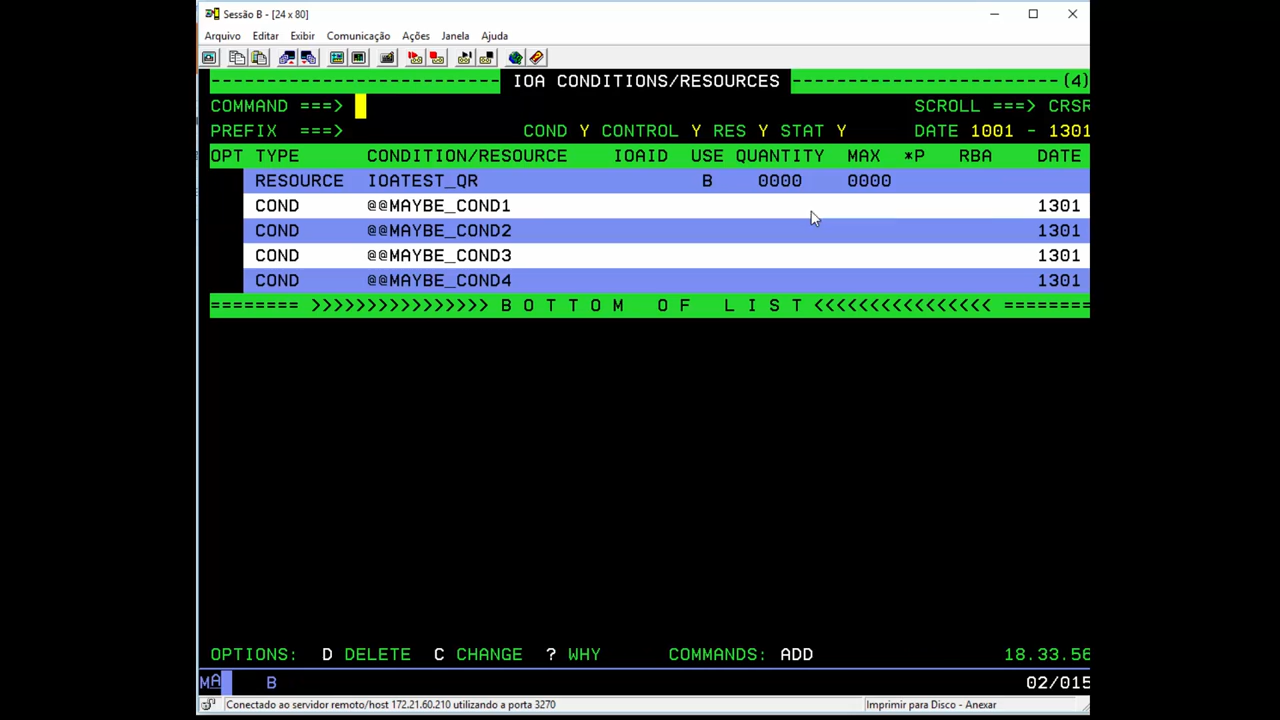 Sessão B - [24 x 80]
Arquivo Editar Exibir Comunicação Ações Janela Ajuda
------------------------- IOA CONDITIONS/RESOURCES -------------------------(4)
COMMAND ===> SCROLL ===> CRSR
PREFIX ===> COND Y CONTROL Y RES Y STAT Y DATE 1001 - 1301
OPT TYPE CONDITION/RESOURCE IOAID USE QUANTITY MAX *P RBA DATE
RESOURCE IOATEST_QR B 0000 0000
COND @@MAYBE_COND1 1301
COND @@MAYBE_COND2 1301
COND @@MAYBE_COND3 1301
COND @@MAYBE_COND4 1301
======== >>>>>>>>>>>>>>>> B O T T O M O F L I S T <<<<<<<<<<<<<<<< ========
OPTIONS: D DELETE C CHANGE ? WHY COMMANDS: ADD 18.33.56
MA B 02/015
Conectado ao servidor remoto/host 172.21.60.210 utilizando a porta 3270 Imprimir para Disco - Anexar